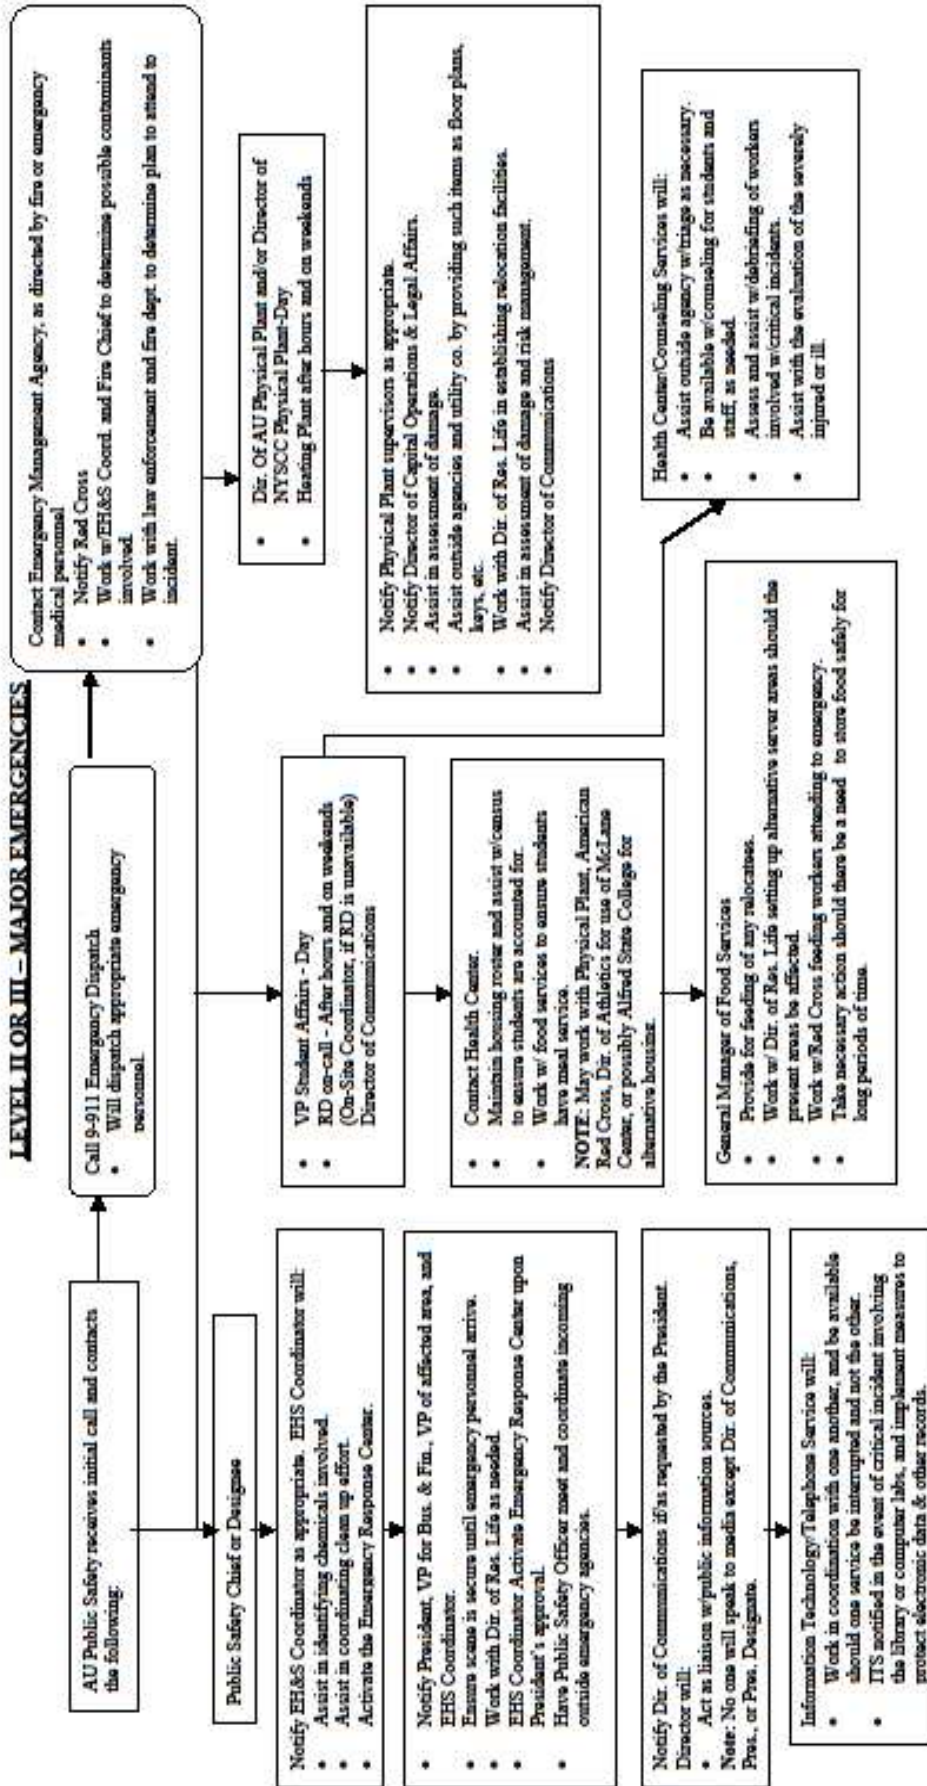 LEVEL II OR III – MAJOR EMERGENCIES
AU Public Safety receives initial call and contacts
the following:
Call 9-911 Emergency Dispatch
• Will dispatch appropriate emergency
personnel.
Contact Emergency Management Agency, as directed by fire or emergency
medical personnel
• Notify Red Cross
• Work w/EH&S Coord. and Fire Chief to determine possible contaminants
involved.
• Work with law enforcement and fire dept. to determine plan to attend to
incident.
Public Safety Chief or Designee
Notify EH&S Coordinator as appropriate. EHS Coordinator will:
• Assist in identifying chemicals involved.
• Assist in coordinating clean up effort.
• Activate the Emergency Response Center.
• Notify President, VP for Bus. & Fin., VP of affected area, and
EHS Coordinator.
• Ensure scene is secure until emergency personnel arrive.
• Work with Dir. of Res. Life as needed.
• EHS Coordinator Activate Emergency Response Center upon
President's approval.
• Have Public Safety Officer meet and coordinate incoming
outside emergency agencies.
Notify Dir. of Communications if/as requested by the President.
Director will:
• Act as liaison w/public information sources.
Note: No one will speak to media except Dir. of Communications,
Pres., or Pres. Designate.
Information Technology/Telephone Service will:
• Work in coordination with one another, and be available
should one service be interrupted and not the other.
• ITS notified in the event of critical incident involving
the library or computer labs, and implement measures to
protect electronic data & other records.
• VP Student Affairs - Day
• RD on-call - After hours and on weekends
(On-Site Coordinator, if RD is unavailable)
Director of Communications
• Contact Health Center.
• Maintain housing roster and assist w/census
to ensure students are accounted for.
• Work w/ food services to ensure students
have meal service.
NOTE: May work with Physical Plant, American
Red Cross, Dir. of Athletics for use of McLane
Center, or possibly Alfred State College for
alternative housing.
General Manager of Food Services
• Provide for feeding of any relocatees.
• Work w/ Dir. of Res. Life setting up alternative server areas should the
present areas be affected.
• Work w/Red Cross feeding workers attending to emergency.
• Take necessary action should there be a need to store food safely for
long periods of time.
• Dir. Of AU Physical Plant and/or Director of
NYSCC Physical Plant-Day
• Heating Plant after hours and on weekends
• Notify Physical Plant supervisors as appropriate.
• Notify Director of Capital Operations & Legal Affairs.
• Assist in assessment of damage.
• Assist outside agencies and utility co. by providing such items as floor plans,
keys, etc.
• Work with Dir. of Res. Life in establishing relocation facilities.
• Assist in assessment of damage and risk management.
• Notify Director of Communications
Health Center/Counseling Services will:
• Assist outside agency w/triage as necessary.
• Be available w/counseling for students and
staff, as needed.
• Assess and assist w/debriefing of workers
involved w/critical incidents.
• Assist with the evaluation of the severely
injured or ill.